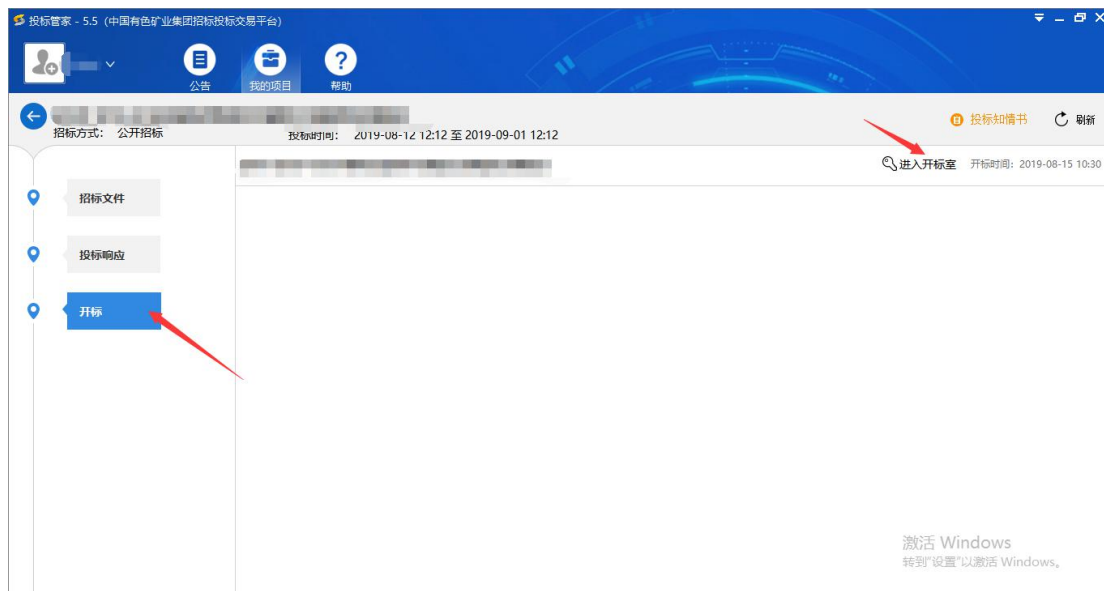 投标管家 - 5.5（中国有色矿业集团招标投标交易平台）
公告
我的项目
帮助
招标方式： 公开招标
投标时间： 2019-08-12 12:12 至 2019-09-01 12:12
投标知情书
刷新
进入开标室 开标时间：2019-08-15 10:30
招标文件
投标响应
开标
激活 Windows
转到"设置"以激活 Windows。